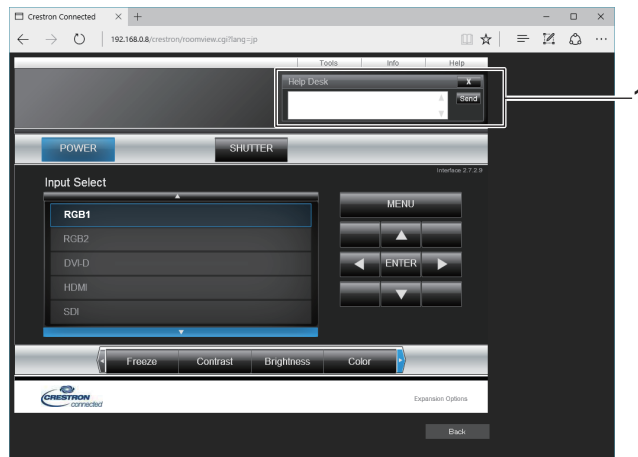 Crestron Connected
192.168.0.8/crestron/roomview.cgi?lang=jp
Tools Info Help
Help Desk X
Send
1
POWER SHUTTER
Interface 2.7.2.9
Input Select
RGB1
RGB2
DVI-D
HDMI
SDI
MENU
ENTER
Freeze Contrast Brightness Color
CRESTRON
connected
Expansion Options
Back